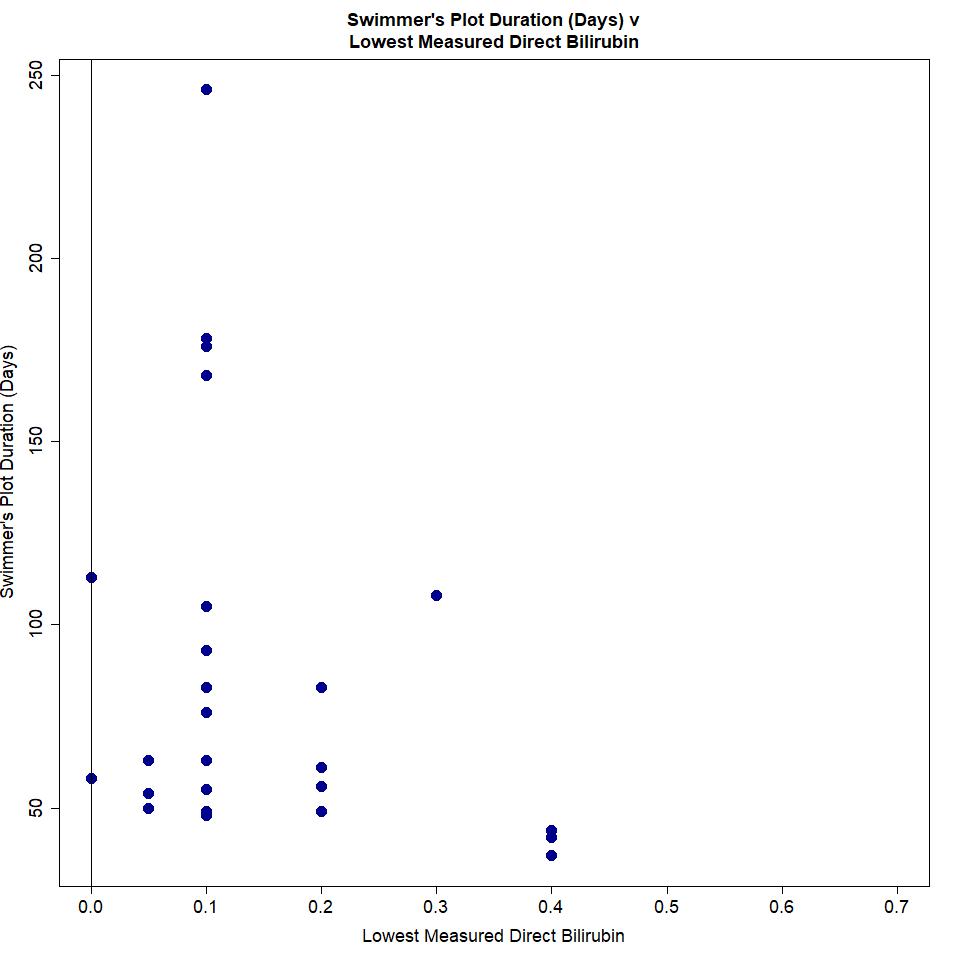 Swimmer's Plot Duration (Days) v
Lowest Measured Direct Bilirubin
250
200
150
100
50
Swimmer's Plot Duration (Days)
0.0 0.1 0.2 0.3 0.4 0.5 0.6 0.7
Lowest Measured Direct Bilirubin